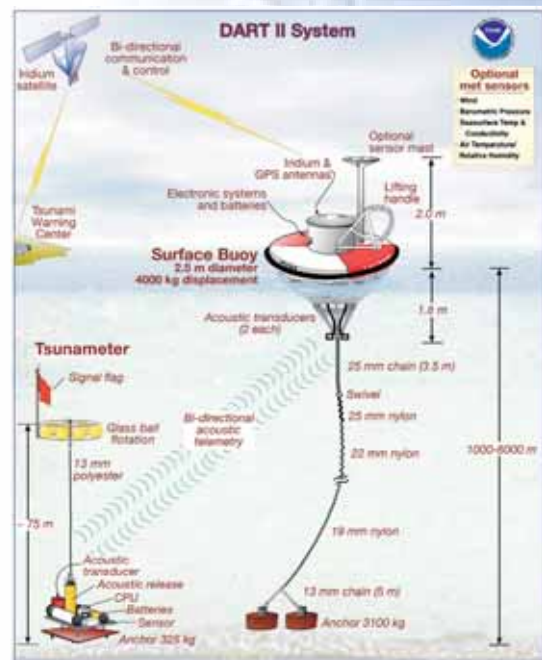 DART II System
Iridium
satellite
Bi-directional
communication
& control
Optional
met sensors
Wind
Barometric Pressure
Seasurface Temp &
Conductivity
Air Temperature/
Relative Humidity
Optional
sensor mast
Iridium &
GPS antennas
Lifting
handle
Electronic systems
and batteries
2.0 m
Tsunami
Warning
Center
Surface Buoy
2.5 m diameter
4000 kg displacement
Acoustic transducers
(2 each)
Tsunameter
Signal flag
25 mm chain (3.5 m)
Swivel
25 mm nylon
Glass ball
flotation
Bi-directional
acoustic
telemetry
22 mm nylon
1000-6000 m
13 mm
polyester
~ 75 m
19 mm nylon
Acoustic
transducer
Acoustic release
CPU
Batteries
Sensor
Anchor 325 kg
13 mm chain (5 m)
Anchor 3100 kg